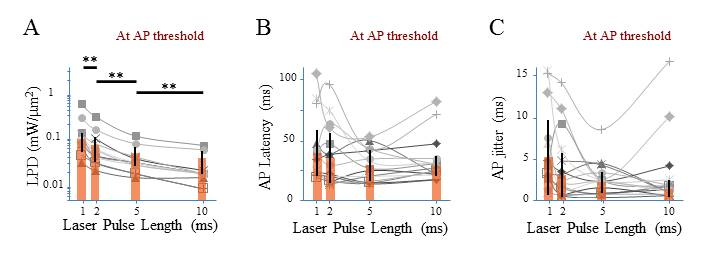 A
At AP threshold
**
**
**
LPD (mW/μm²)
1
0.1
0.01
1 2 5 10
Laser Pulse Length (ms)
B
At AP threshold
AP Latency (ms)
100
50
0
1 2 5 10
Laser Pulse Length (ms)
C
At AP threshold
AP jitter (ms)
15
10
5
0
1 2 5 10
Laser Pulse Length (ms)